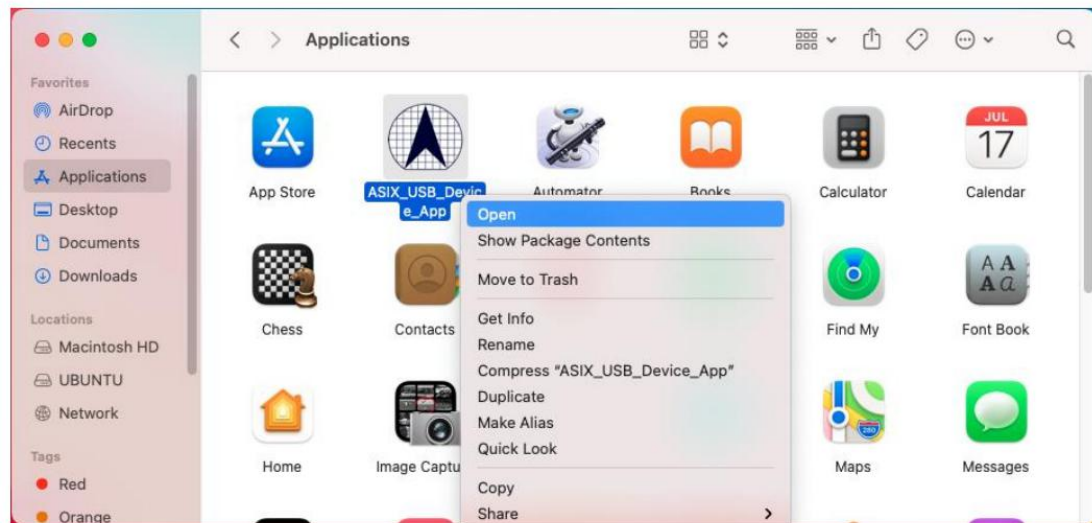 Applications
Favorites
AirDrop
Recents
Applications
Desktop
Documents
Downloads
Locations
Macintosh HD
UBUNTU
Network
Tags
Red
Orange
App Store
ASIX_USB_Devic
e_App
Automator
Books
Calculator
JUL
17
Calendar
Open
Show Package Contents
Move to Trash
Get Info
Rename
Compress “ASIX_USB_Device_App”
Duplicate
Make Alias
Quick Look
Copy
Share
Chess
Contacts
Find My
A A
A a
Font Book
Home
Image Captu
280
Maps
Messages